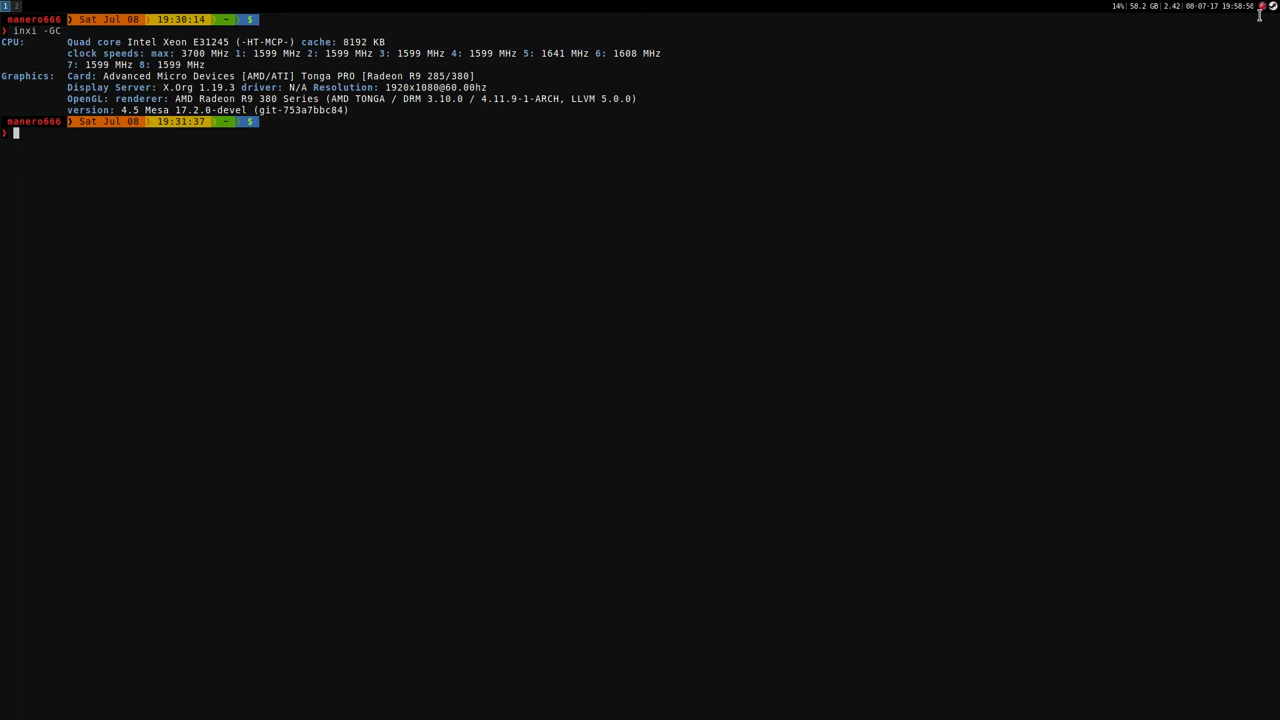 1 2 14% 58.2 GB 2.42 08-07-17 19:58:50
manero666 Sat Jul 08 19:30:14 ~ $
❯ inxi -GC
CPU: Quad core Intel Xeon E31245 (-HT-MCP-) cache: 8192 KB
clock speeds: max: 3700 MHz 1: 1599 MHz 2: 1599 MHz 3: 1599 MHz 4: 1599 MHz 5: 1641 MHz 6: 1608 MHz
7: 1599 MHz 8: 1599 MHz
Graphics: Card: Advanced Micro Devices [AMD/ATI] Tonga PRO [Radeon R9 285/380]
Display Server: X.Org 1.19.3 driver: N/A Resolution: 1920x1080@60.00hz
OpenGL: renderer: AMD Radeon R9 380 Series (AMD TONGA / DRM 3.10.0 / 4.11.9-1-ARCH, LLVM 5.0.0)
version: 4.5 Mesa 17.2.0-devel (git-753a7bbc84)
manero666 Sat Jul 08 19:31:37 ~ $
❯